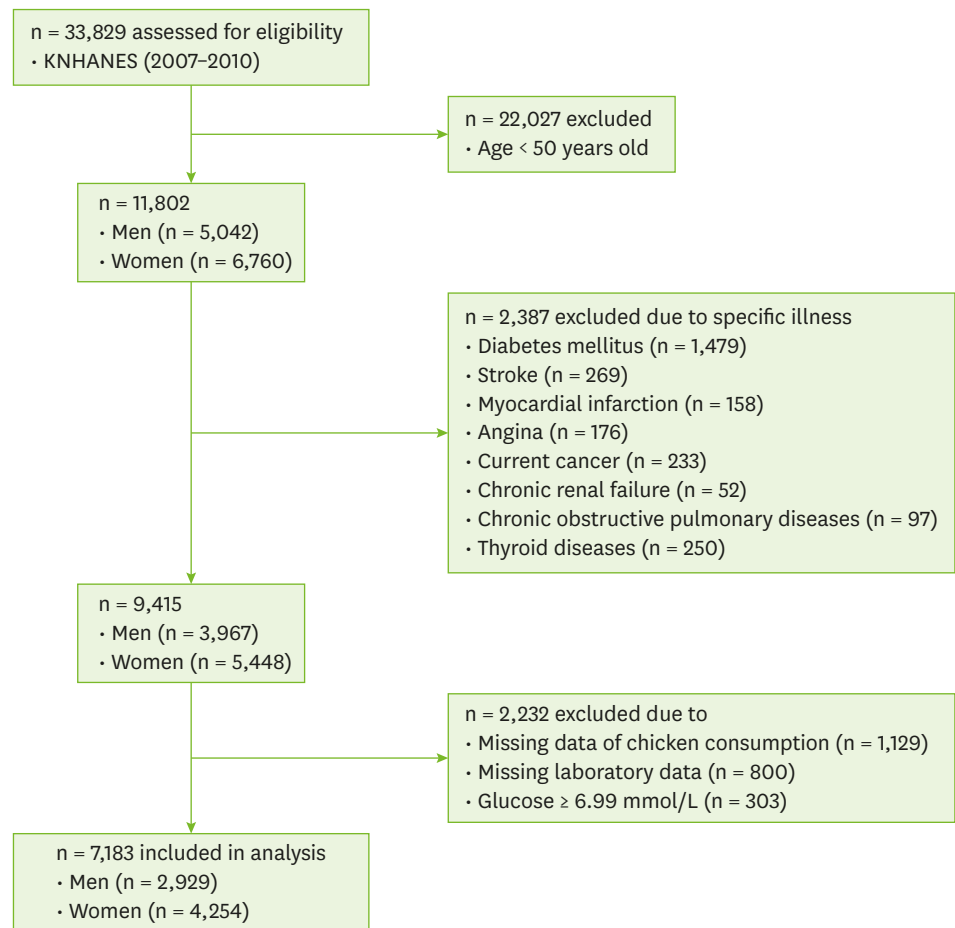 n = 33,829 assessed for eligibility
· KNHANES (2007–2010)
n = 22,027 excluded
· Age < 50 years old
n = 11,802
· Men (n = 5,042)
· Women (n = 6,760)
n = 2,387 excluded due to specific illness
· Diabetes mellitus (n = 1,479)
· Stroke (n = 269)
· Myocardial infarction (n = 158)
· Angina (n = 176)
· Current cancer (n = 233)
· Chronic renal failure (n = 52)
· Chronic obstructive pulmonary diseases (n = 97)
· Thyroid diseases (n = 250)
n = 9,415
· Men (n = 3,967)
· Women (n = 5,448)
n = 2,232 excluded due to
· Missing data of chicken consumption (n = 1,129)
· Missing laboratory data (n = 800)
· Glucose ≥ 6.99 mmol/L (n = 303)
n = 7,183 included in analysis
· Men (n = 2,929)
· Women (n = 4,254)